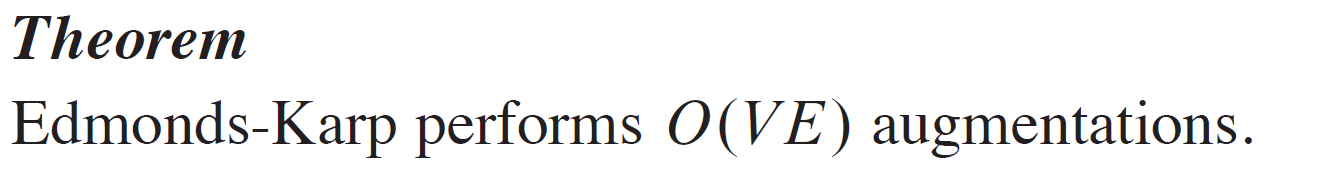 Theorem
Edmonds-Karp performs O(VE) augmentations.